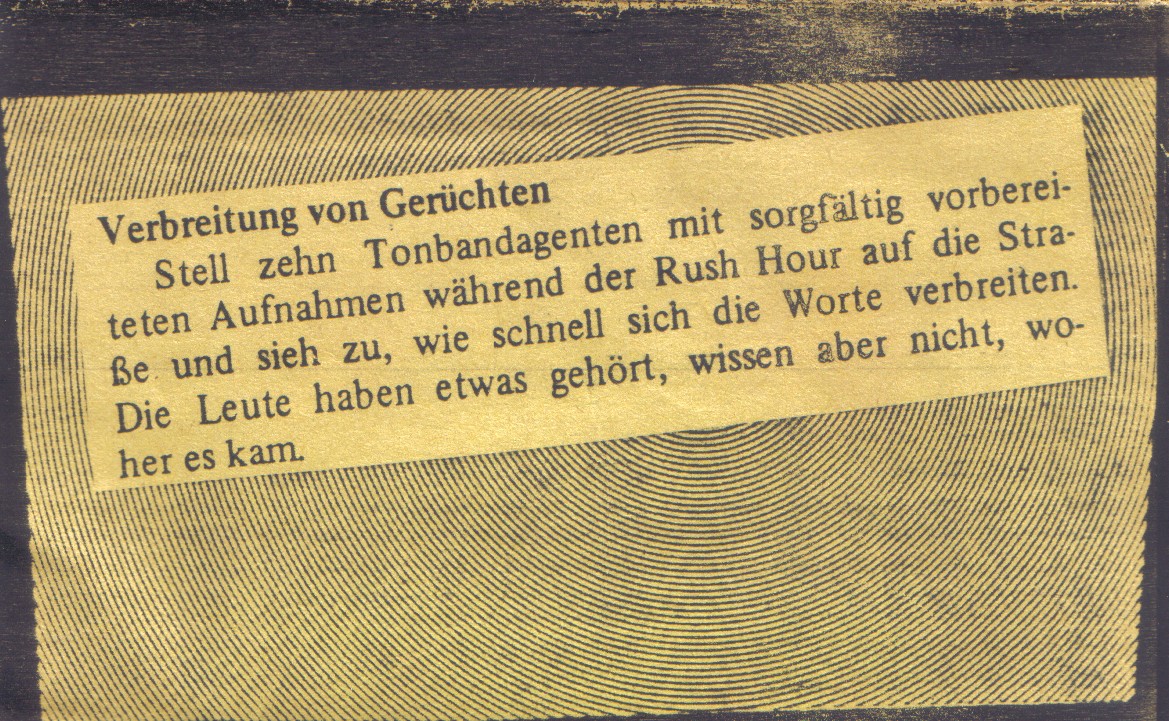 Verbreitung von Gerüchten
Stell zehn Tonbandagenten mit sorgfältig vorberei-
teten Aufnahmen während der Rush Hour auf die Stra-
ße und sieh zu, wie schnell sich die Worte verbreiten.
Die Leute haben etwas gehört, wissen aber nicht, wo-
her es kam.